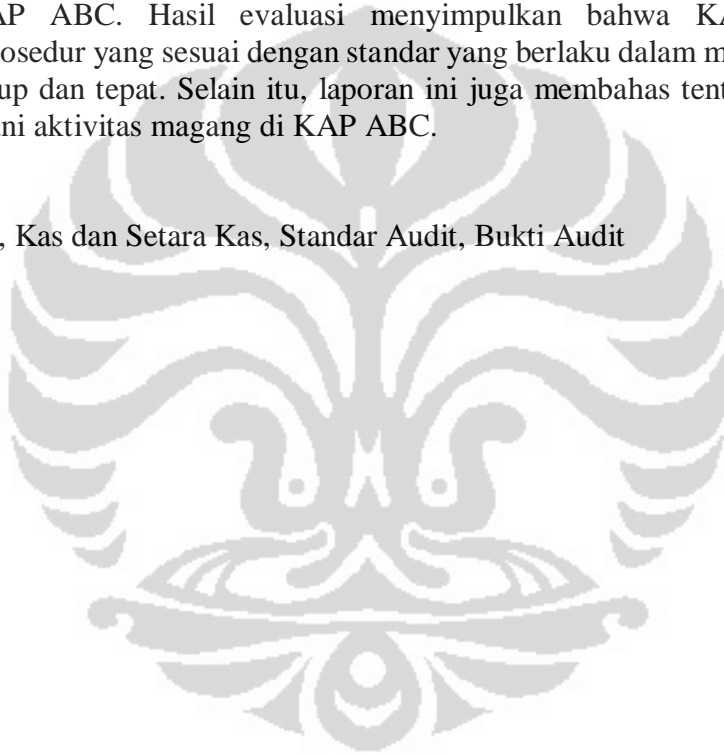 AP ABC. Hasil evaluasi menyimpulkan bahwa KA
osedur yang sesuai dengan standar yang berlaku dalam m
up dan tepat. Selain itu, laporan ini juga membahas tent
ani aktivitas magang di KAP ABC.
, Kas dan Setara Kas, Standar Audit, Bukti Audit